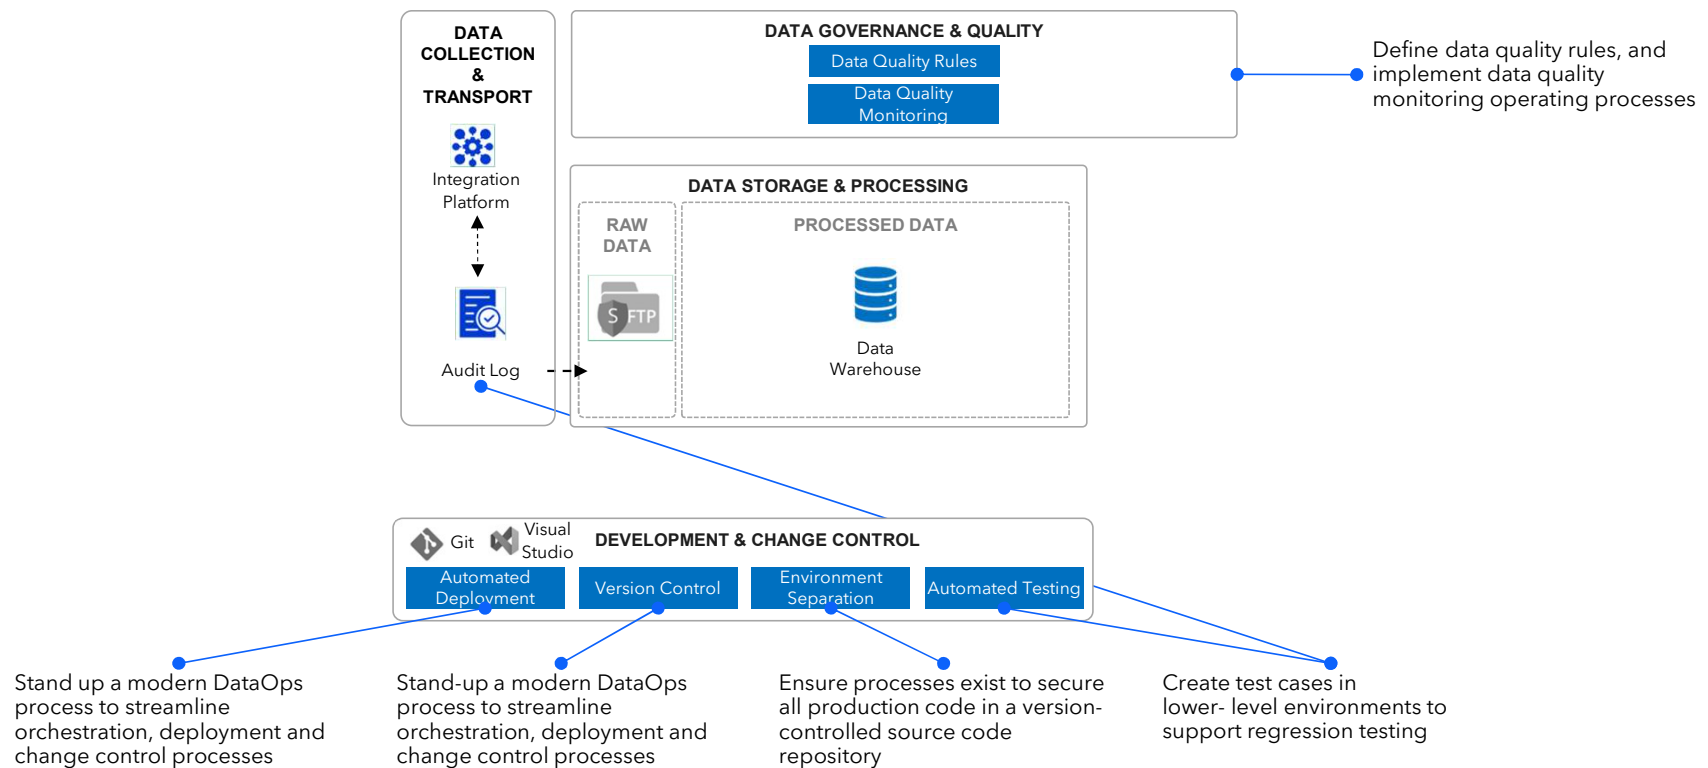 DATA
COLLECTION
&
TRANSPORT
Integration
Platform
Audit Log
DATA GOVERNANCE & QUALITY
Data Quality Rules
Data Quality
Monitoring
Define data quality rules, and
implement data quality
monitoring operating processes
DATA STORAGE & PROCESSING
RAW
DATA
S FTP
PROCESSED DATA
Data
Warehouse
Git
Visual
Studio
DEVELOPMENT & CHANGE CONTROL
Automated
Deployment
Version Control
Environment
Separation
Automated Testing
Stand up a modern DataOps
process to streamline
orchestration, deployment and
change control processes
Stand-up a modern DataOps
process to streamline
orchestration, deployment and
change control processes
Ensure processes exist to secure
all production code in a version-
controlled source code
repository
Create test cases in
lower- level environments to
support regression testing